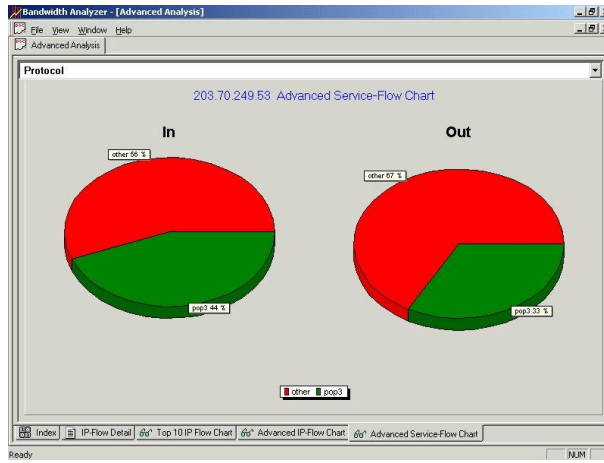 Bandwidth Analyzer - [Advanced Analysis]
File View Window Help
Advanced Analysis
Protocol
203.70.249.53 Advanced Service-Flow Chart
In
Out
other 56 %
other 67 %
pop3 44 %
pop3 33 %
other pop3
Index IP-Flow Detail Top 10 IP Flow Chart Advanced IP-Flow Chart Advanced Service-Flow Chart
Ready
NUM